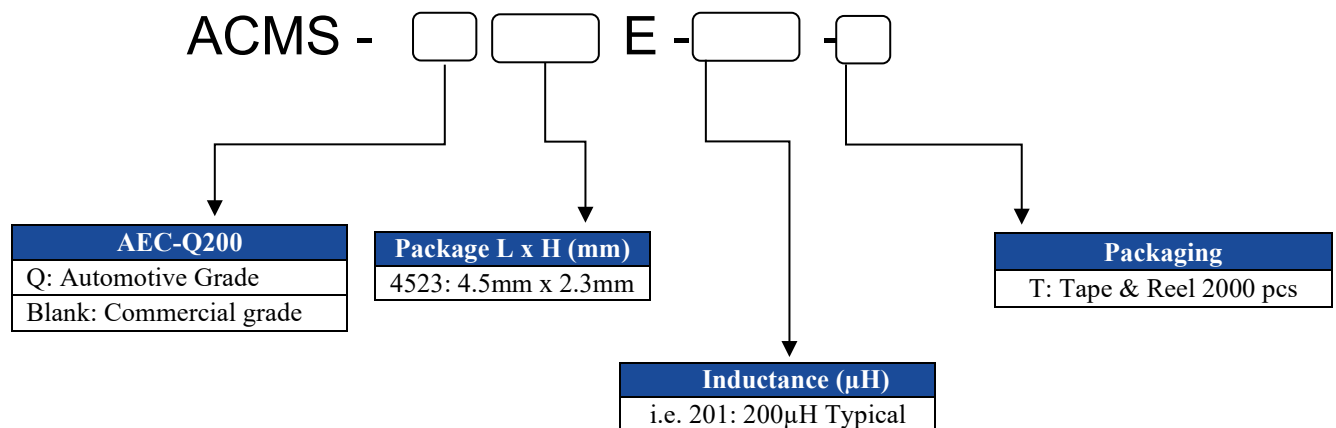 ACMS - E - -
AEC-Q200
Q: Automotive Grade
Blank: Commercial grade
Package L x H (mm)
4523: 4.5mm x 2.3mm
Inductance (µH)
i.e. 201: 200µH Typical
Packaging
T: Tape & Reel 2000 pcs